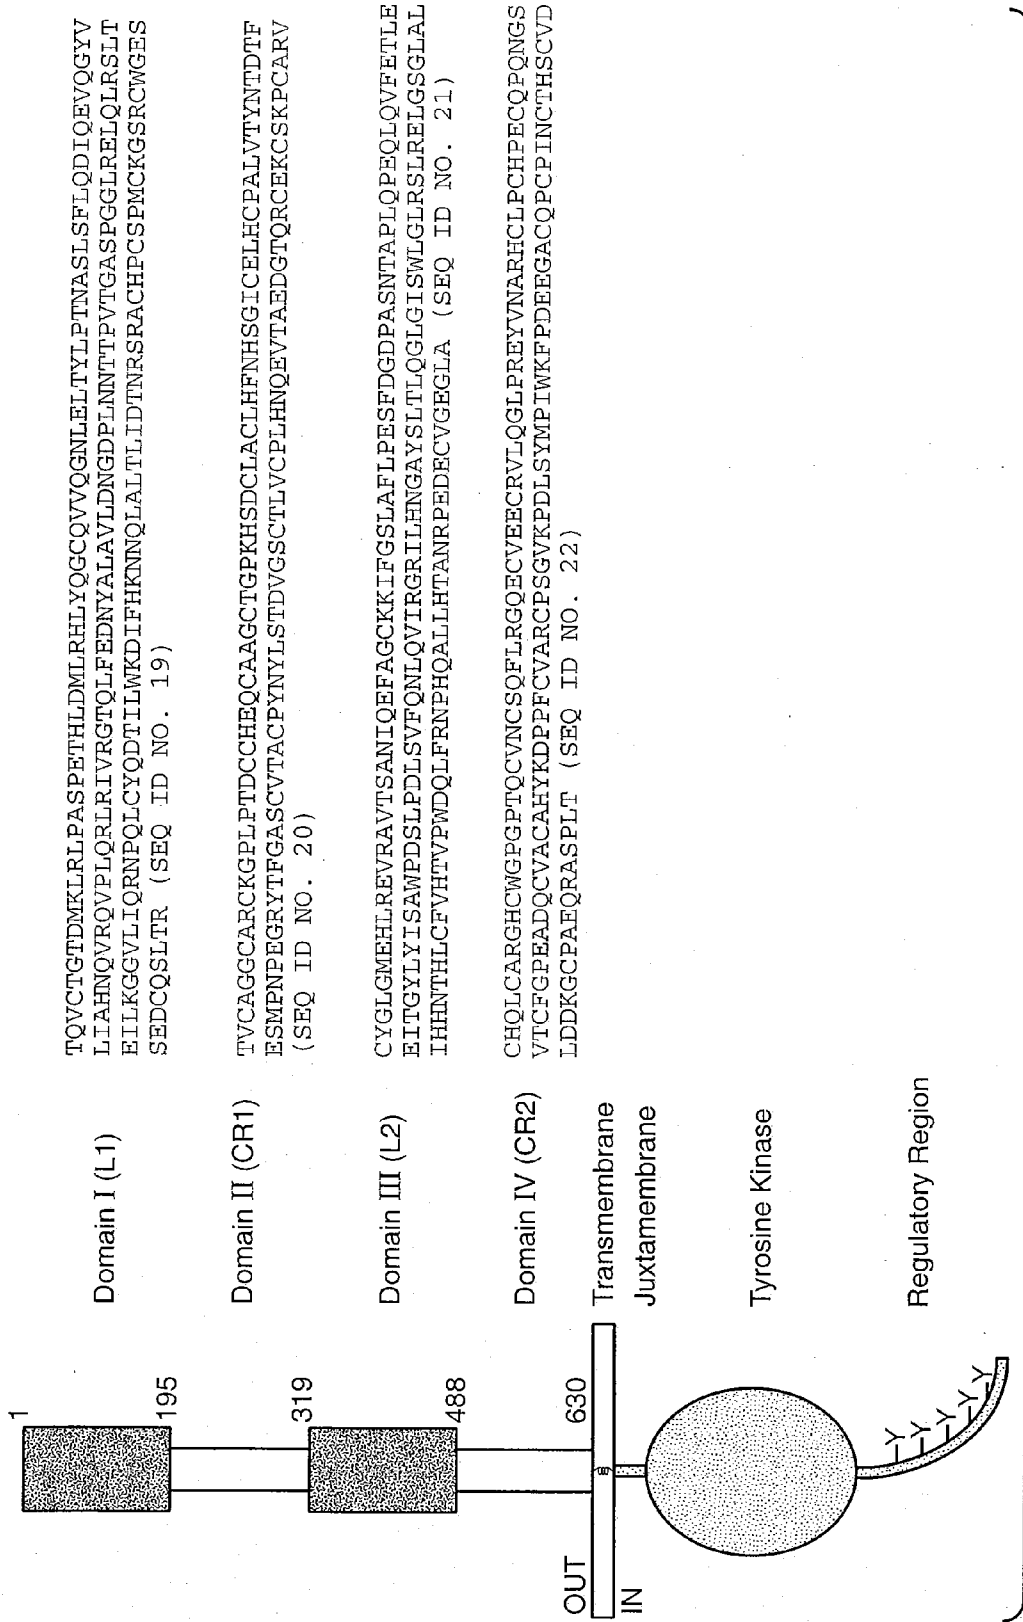 1
195
319
488
630
OUT
IN
Domain I (L1)
TQVCTGTDMKLRLPASPETHLDMLRHLYQGCQVVQGNLELTYLPTNASLSFLQDIQEVQGYV
LIAHNQVRQVPLQRLRIVRGTQLFEDNYALAVLDNGDPLNNTTPVTGASPGGLRELQLRSLT
EILKGGVLIQRNPQLCYQDTILWKDIFHKNNQLALTLIDTNRSRACHPCSPMCKGSRCWGES
SEDCQSLTR (SEQ ID NO. 19)
Domain II (CR1)
TVCAGGCARCKGPLPTDCCHEQCAAGCTGPKHSDCLACLHFNHSGICELHCPALVTYNTDTF
ESMPNPEGRYTFGASCVTACPYNYLSTDVGSCTLVCPLHNQEVTAEDGTQRCEKCSKPCARV
(SEQ ID NO. 20)
Domain III (L2)
CYGLGMEHLREVRAVTSANIQEFAGCKKIFGSLAFLPESFDGDPASNTAPLQPEQLQVFETLE
EITGYLYISAWPDSLPDLSVFQNLQVIRGRILHNGAYSLTLQGLGISWLGLRSLRELGSGLAL
IHHNTHLCFVHTVPWDQLFRNPHQALLHTANRPEDECVGEGLA (SEQ ID NO. 21)
Domain IV (CR2)
CHQLCARGHCWGPGPTQCVNCSQFLRGQECVEECRVLQGLPREYVNARHCLPCHPECQPQNGS
VTCFGPEADQCVACAHYKDPPFCVARCPSGVKPDLSYMPIWKFPDEEGACQPCPINCTHSCVD
LDDKGCPAEQRASPLT (SEQ ID NO. 22)
Transmembrane
Juxtamembrane
Tyrosine Kinase
Regulatory Region
Y
Y
Y
Y
Y